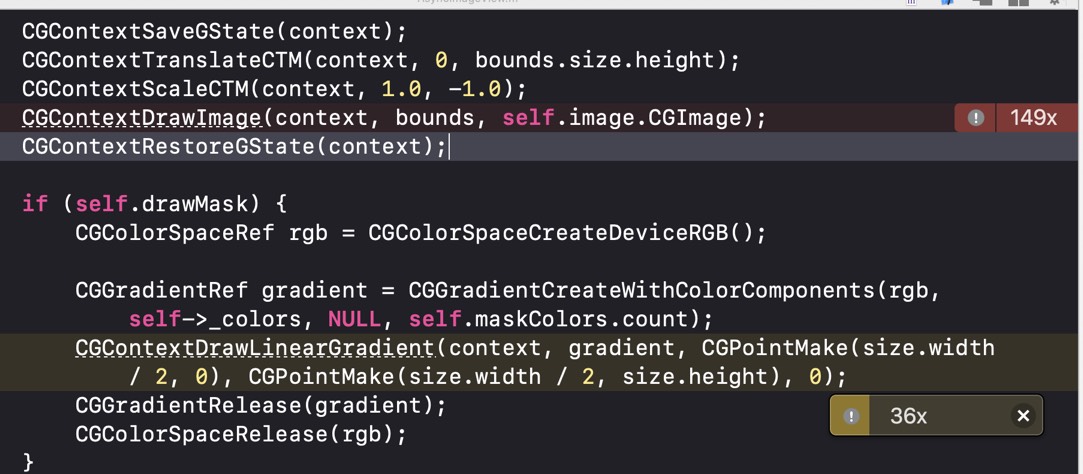 CGContextSaveGState(context);
CGContextTranslateCTM(context, 0, bounds.size.height);
CGContextScaleCTM(context, 1.0, -1.0);
CGContextDrawImage(context, bounds, self.image.CGImage);
149x
CGContextRestoreGState(context);
if (self.drawMask) {
CGColorSpaceRef rgb = CGColorSpaceCreateDeviceRGB();
CGGradientRef gradient = CGGradientCreateWithColorComponents(rgb,
self->_colors, NULL, self.maskColors.count);
CGContextDrawLinearGradient(context, gradient, CGPointMake(size.width
/ 2, 0), CGPointMake(size.width / 2, size.height), 0);
CGGradientRelease(gradient);
36x
CGColorSpaceRelease(rgb);
}